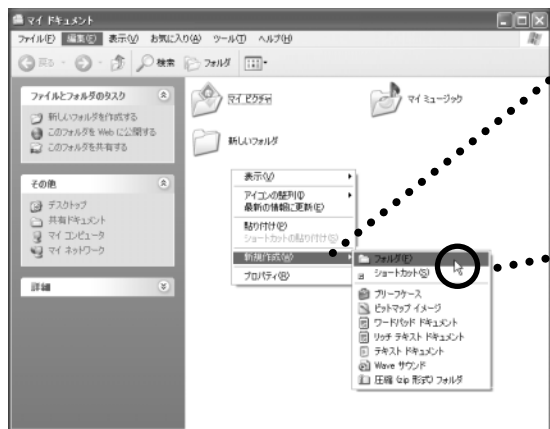 マイ ドキュメント
ファイル(F) 編集(E) 表示(V) お気に入り(A) ツール(T) ヘルプ(H)
戻る 検索 フォルダ
ファイルとフォルダのタスク
新しいフォルダを作成する
このフォルダを Web に公開する
このフォルダを共有する
その他
デスクトップ
共有ドキュメント
マイ コンピュータ
マイ ネットワーク
詳細
マイ ピクチャ
マイ ミュージック
新しいフォルダ
表示(V)
アイコンの整列(I)
最新の情報に更新(E)
貼り付け(P)
ショートカットの貼り付け(S)
新規作成(W)
プロパティ(R)
フォルダ(F)
ショートカット(S)
ブリーフケース
ビットマップ イメージ
ワードパッド ドキュメント
リッチ テキスト ドキュメント
テキスト ドキュメント
Wave サウンド
圧縮 (zip 形式) フォルダ